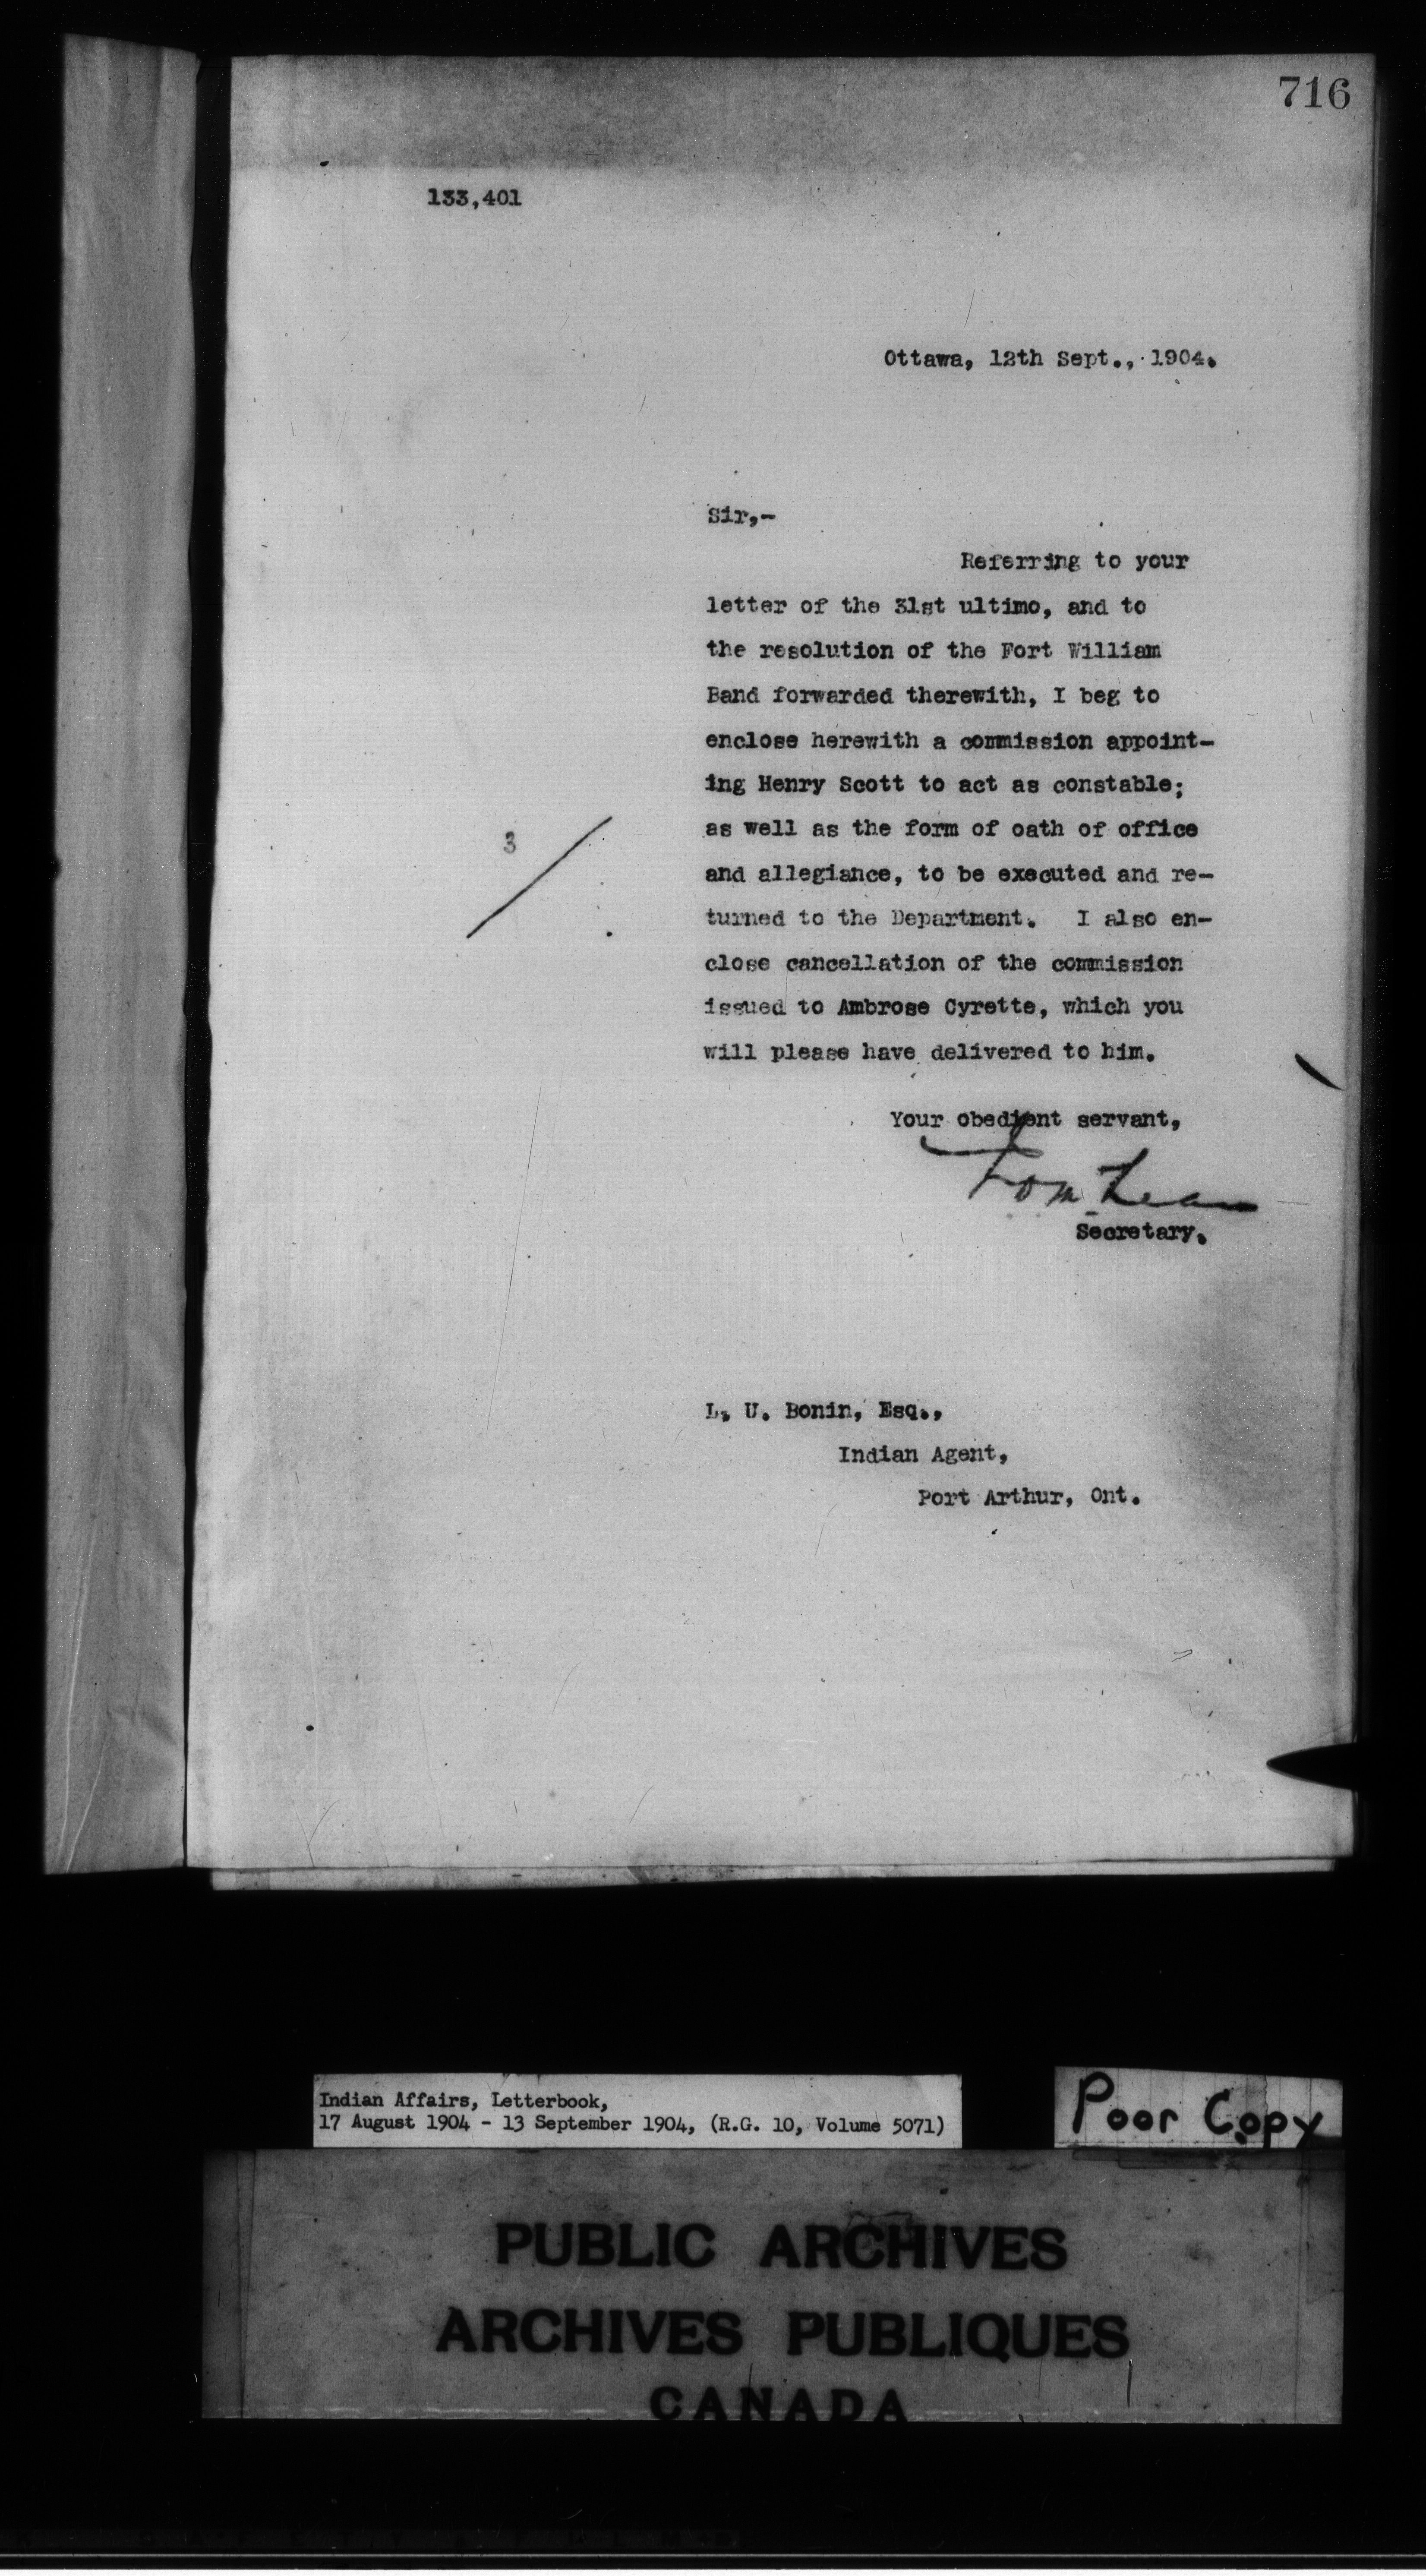 716
133,401
Ottawa, 12th Sept., 1904.
Sir,-
Referring to your
letter of the 31st ultimo, and to
the resolution of the Fort William
Band forwarded therewith, I beg to
enclose herewith a commission appoint-
ing Henry Scott to act as constable;
as well as the form of oath of office
and allegiance, to be executed and re-
3
turned to the Department. I also en-
close cancellation of the commission
issued to Ambrose Cyrette, which you
will please have delivered to him.
Your obedient servant,
Secretary.
L. U. Bonin, Esq.,
Indian Agent,
Port Arthur, Ont.
Indian Affairs, Letterbook,
17 August 1904 - 13 September 1904, (R.G. 10, Volume 5071)
Poor Copy
PUBLIC ARCHIVES
ARCHIVES PUBLIQUES
CANADA